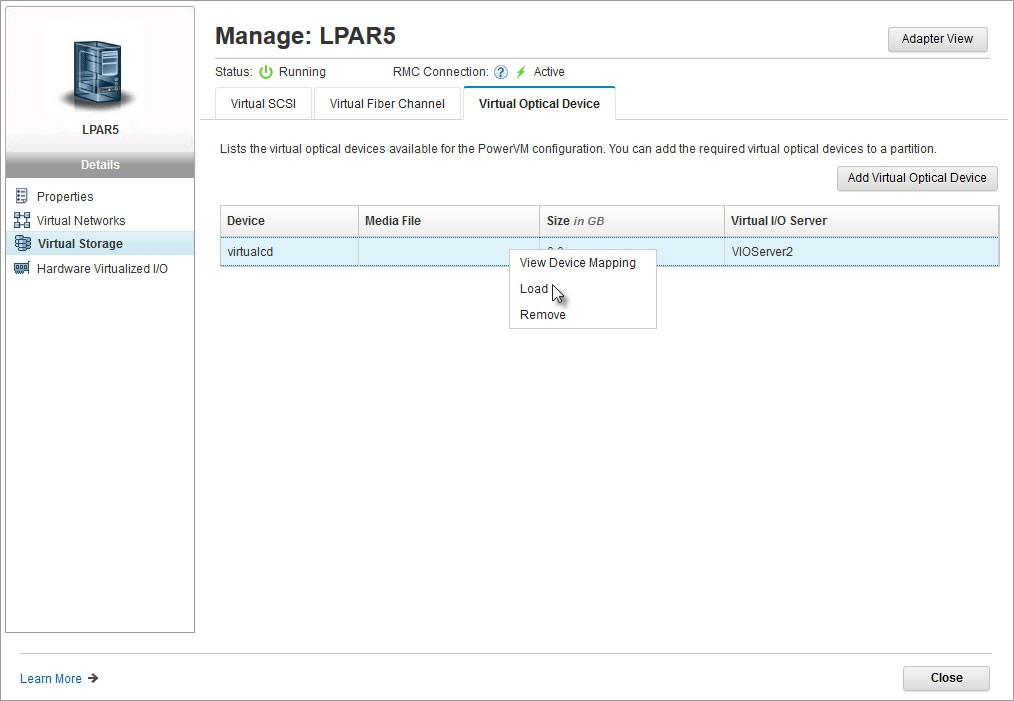 Manage: LPAR5
Adapter View
Status: Running RMC Connection: ? Active
LPAR5
Details
Properties
Virtual Networks
Virtual Storage
Hardware Virtualized I/O
Virtual SCSI Virtual Fiber Channel Virtual Optical Device
Lists the virtual optical devices available for the PowerVM configuration. You can add the required virtual optical devices to a partition.
Add Virtual Optical Device
Device Media File Size in GB Virtual I/O Server
virtualcd VIOServer2
View Device Mapping
Load
Remove
Learn More
Close